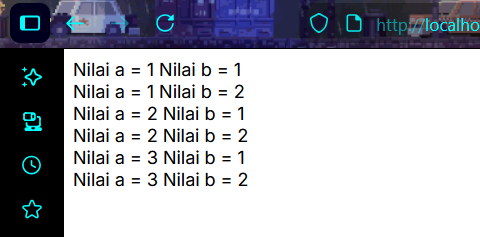 http://localho
Nilai a = 1 Nilai b = 1
Nilai a = 1 Nilai b = 2
Nilai a = 2 Nilai b = 1
Nilai a = 2 Nilai b = 2
Nilai a = 3 Nilai b = 1
Nilai a = 3 Nilai b = 2